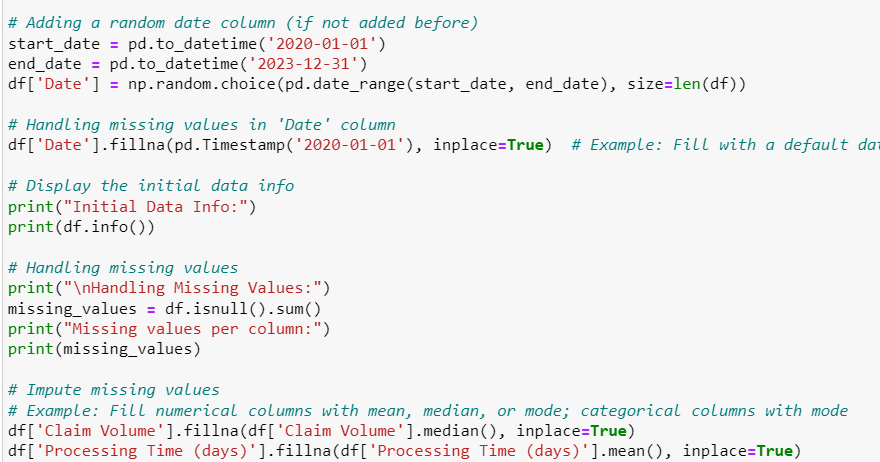 # Adding a random date column (if not added before)
start_date = pd.to_datetime('2020-01-01')
end_date = pd.to_datetime('2023-12-31')
df['Date'] = np.random.choice(pd.date_range(start_date, end_date), size=len(df))
# Handling missing values in 'Date' column
df['Date'].fillna(pd.Timestamp('2020-01-01'), inplace=True)  # Example: Fill with a default
# Display the initial data info
print("Initial Data Info:")
print(df.info())
# Handling missing values
print("\nHandling Missing Values:")
missing_values = df.isnull().sum()
print("Missing values per column:")
print(missing_values)
# Impute missing values
# Example: Fill numerical columns with mean, median, or mode; categorical columns with mode
df['Claim Volume'].fillna(df['Claim Volume'].median(), inplace=True)
df['Processing Time (days)'].fillna(df['Processing Time (days)'].mean(), inplace=True)